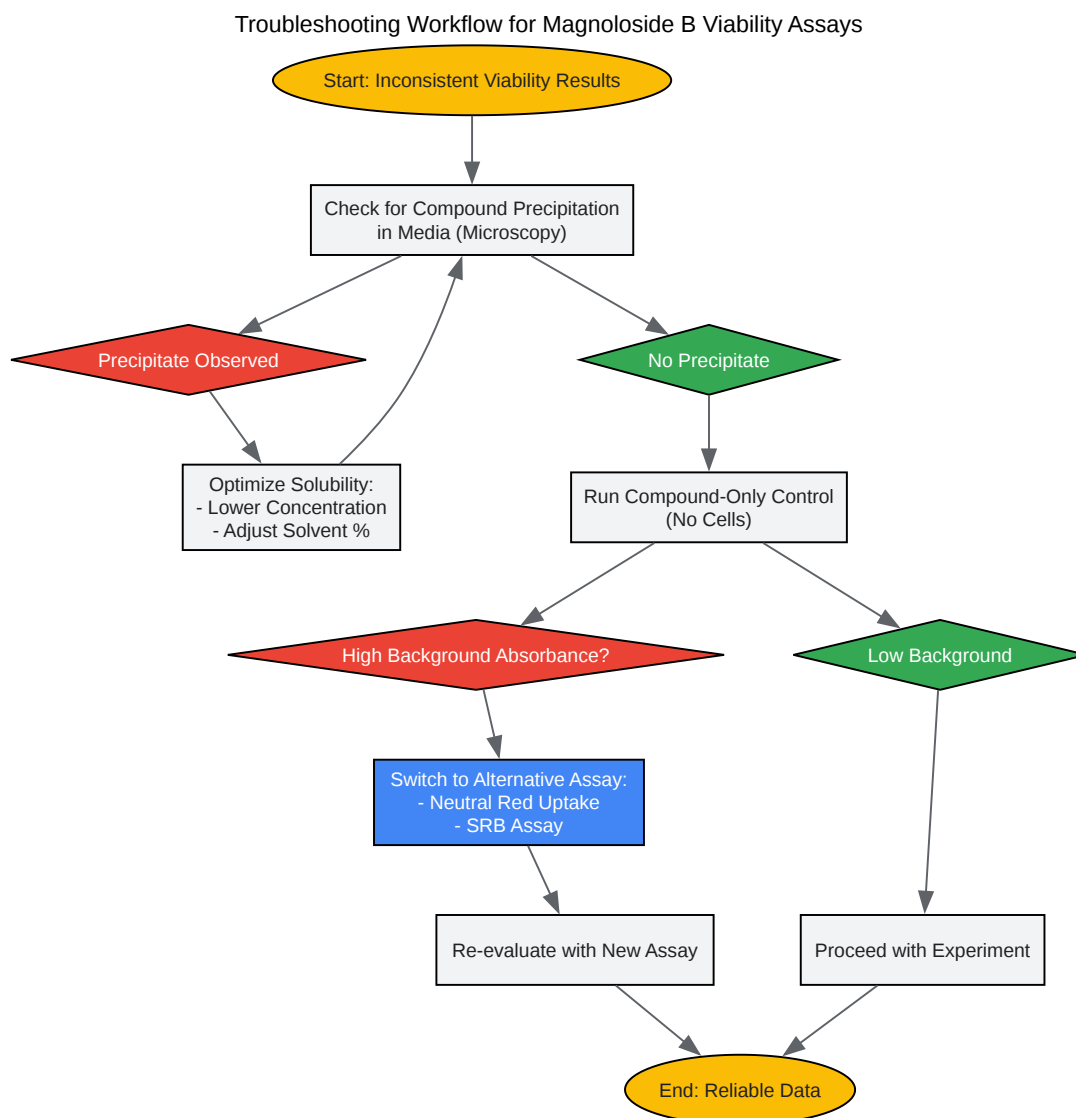 Troubleshooting Workflow for Magnoloside B Viability Assays
Start: Inconsistent Viability Results
Check for Compound Precipitation
in Media (Microscopy)
Precipitate Observed
No Precipitate
Optimize Solubility:
- Lower Concentration
- Adjust Solvent %
Run Compound-Only Control
(No Cells)
High Background Absorbance?
Low Background
Switch to Alternative Assay:
- Neutral Red Uptake
- SRB Assay
Re-evaluate with New Assay
Proceed with Experiment
End: Reliable Data